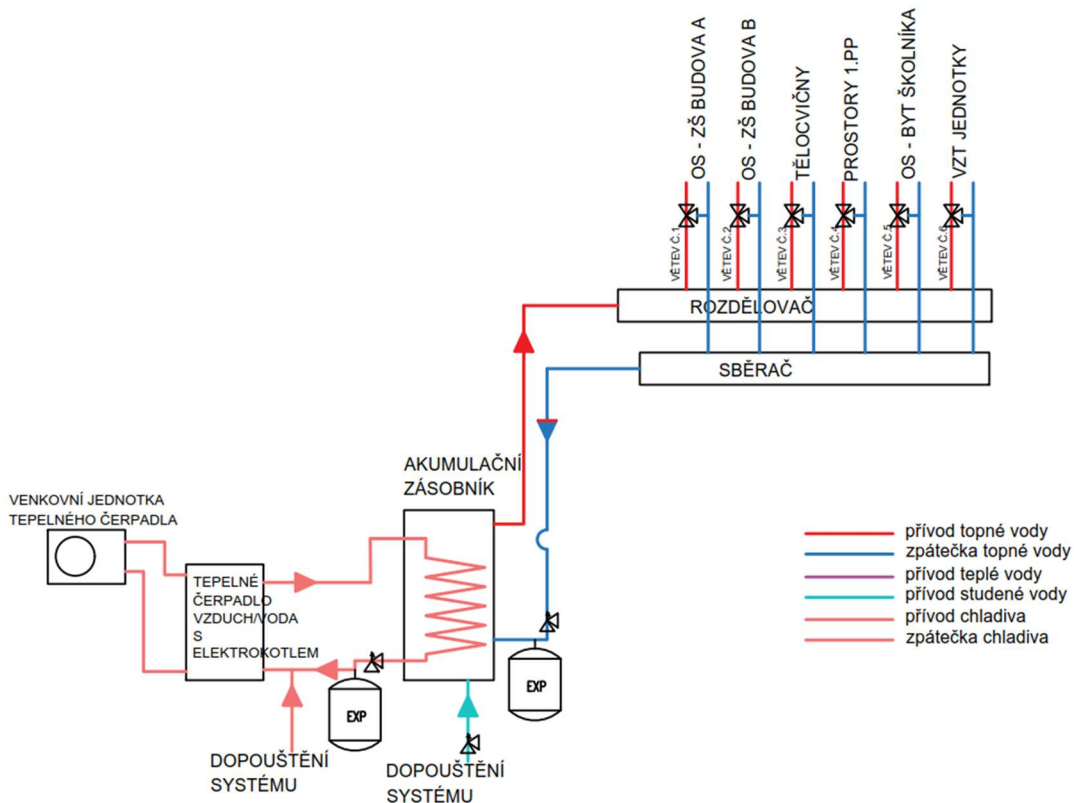 OS - ZŠ BUDOVA A
OS - ZŠ BUDOVA B
TĚLOCVIČNY
PROSTORY 1.PP
OS - BYT ŠKOLNÍKA
VZT JEDNOTKY
VĚTEV Č.1
VĚTEV Č.2
VĚTEV Č.3
VĚTEV Č.4
VĚTEV Č.5
VĚTEV Č.6
ROZDĚLOVAČ
SBĚRAČ
AKUMULAČNÍ
ZÁSOBNÍK
VENKOVNÍ JEDNOTKA
TEPELNÉHO ČERPADLA
TEPELNÉ
ČERPADLO
VZDUCH/VODA
S
ELEKTROKOTLEM
EXP
EXP
DOPOUŠTĚNÍ
SYSTÉMU
DOPOUŠTĚNÍ
SYSTÉMU
přívod topné vody
zpátečka topné vody
přívod teplé vody
přívod studené vody
přívod chladiva
zpátečka chladiva